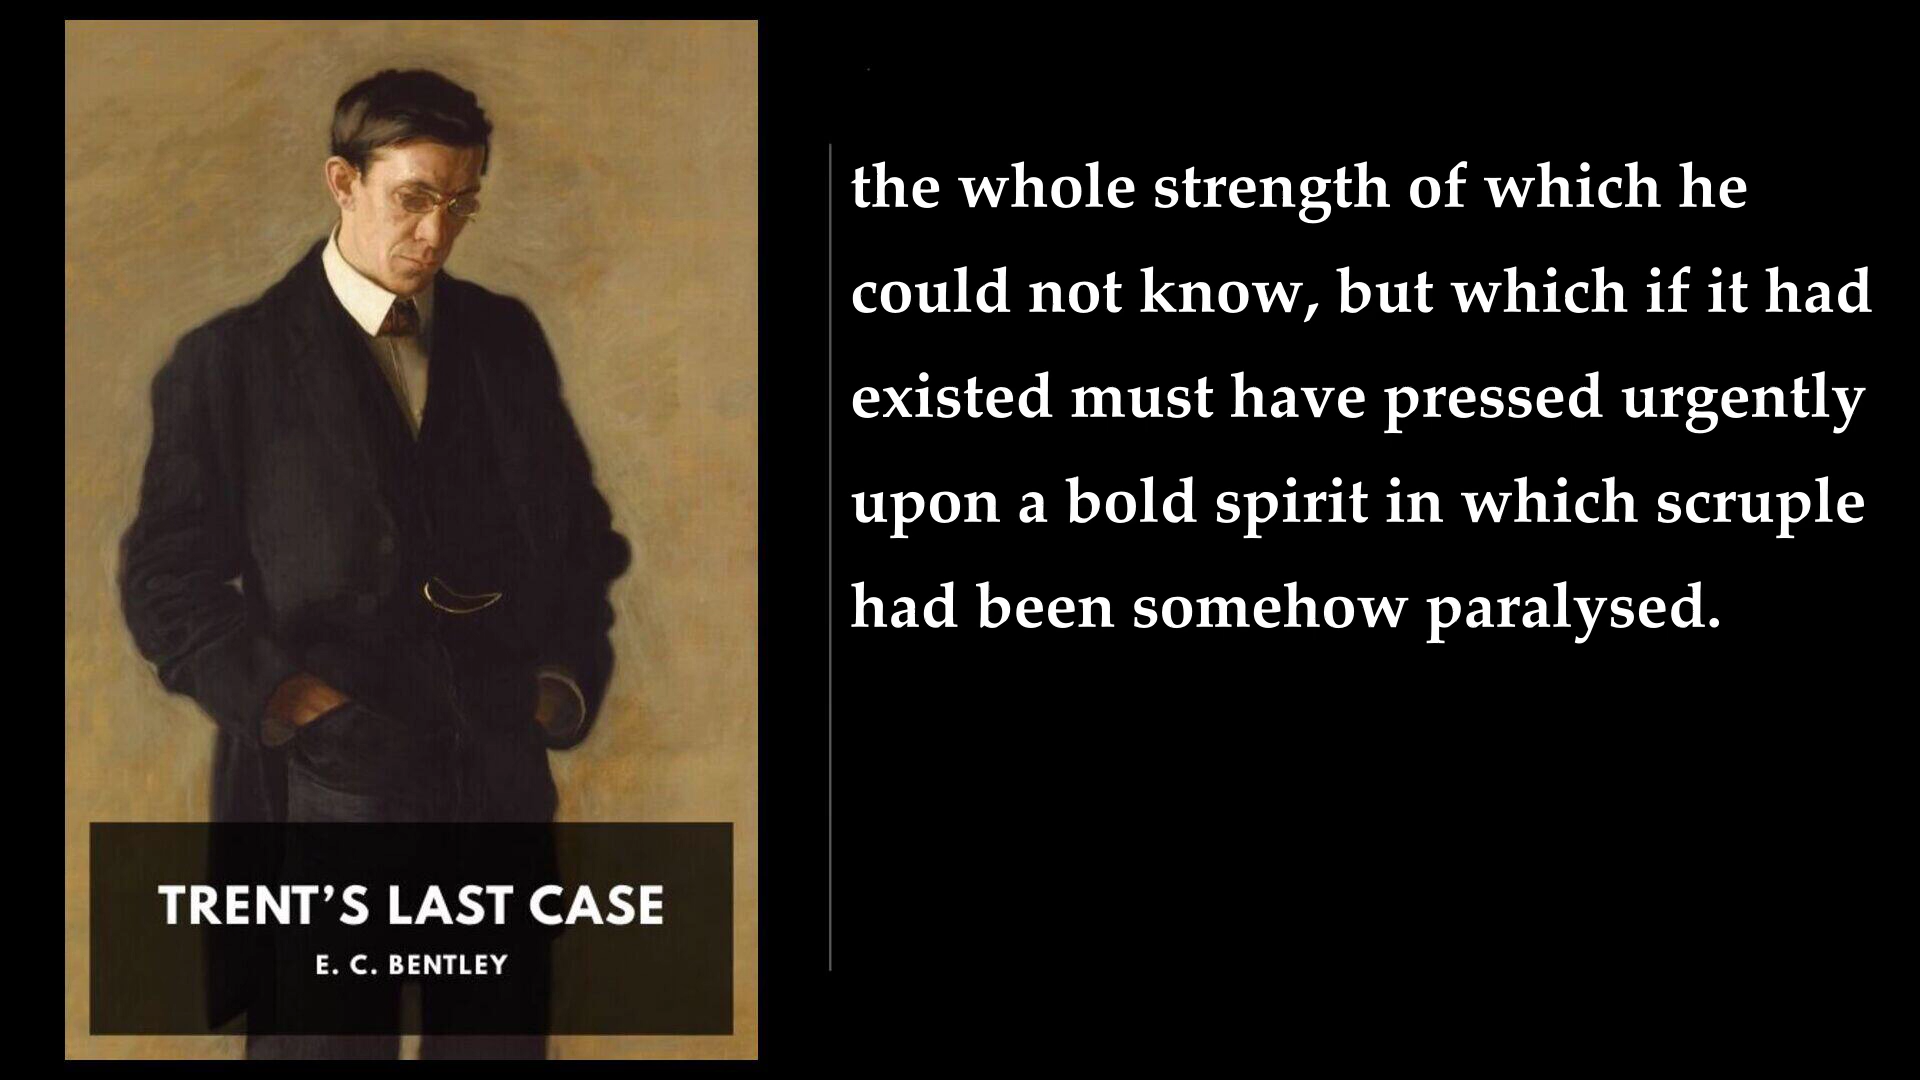 the whole strength of which he
could not know, but which if it had
existed must have pressed urgently
upon a bold spirit in which scruple
had been somehow paralysed.
TRENT’S LAST CASE
E. C. BENTLEY